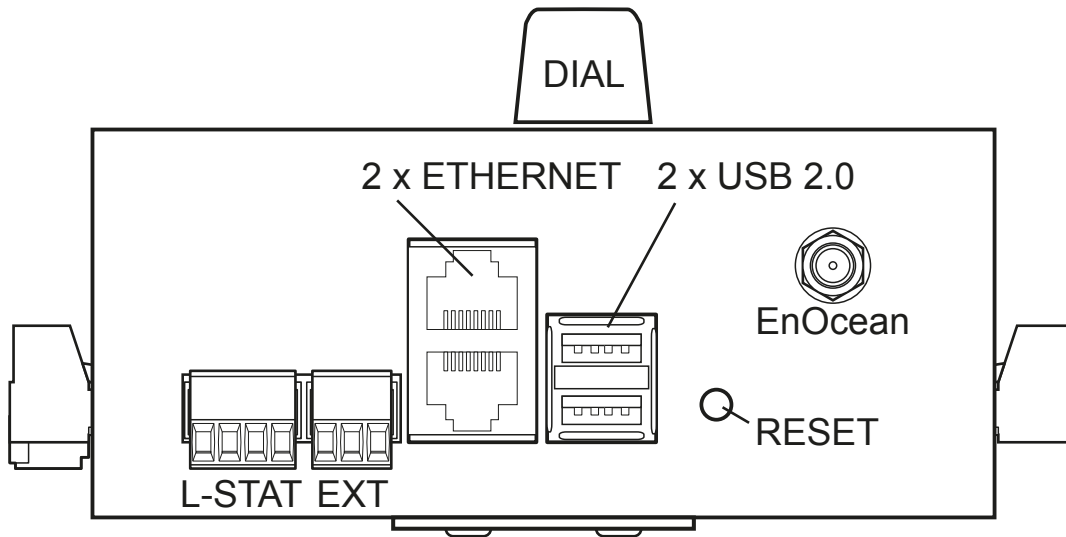 DIAL
2 x ETHERNET
2 x USB 2.0
EnOcean
RESET
L-STAT
EXT